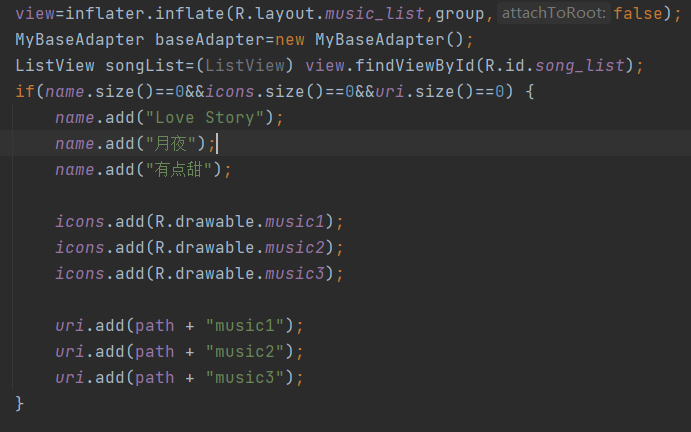 view=inflater.inflate(R.layout.music_list,group, attachToRoot: false);
MyBaseAdapter baseAdapter=new MyBaseAdapter();
ListView songList=(ListView) view.findViewById(R.id.song_list);
if(name.size()==0&&icons.size()==0&&uri.size()==0) {
name.add("Love Story");
name.add("月夜");
name.add("有点甜");
icons.add(R.drawable.music1);
icons.add(R.drawable.music2);
icons.add(R.drawable.music3);
uri.add(path + "music1");
uri.add(path + "music2");
uri.add(path + "music3");
}